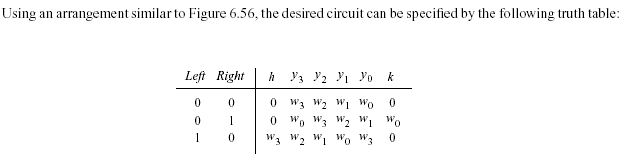 Using an arrangement similar to Figure 6.56, the desired circuit can be specified by the following truth table:
Left Right h y3 y2 y1 y0 k
0 0 0 w3 w2 w1 w0 0
0 1 0 w0 w3 w2 w1 w0
1 0 w3 w2 w1 w0 w3 0